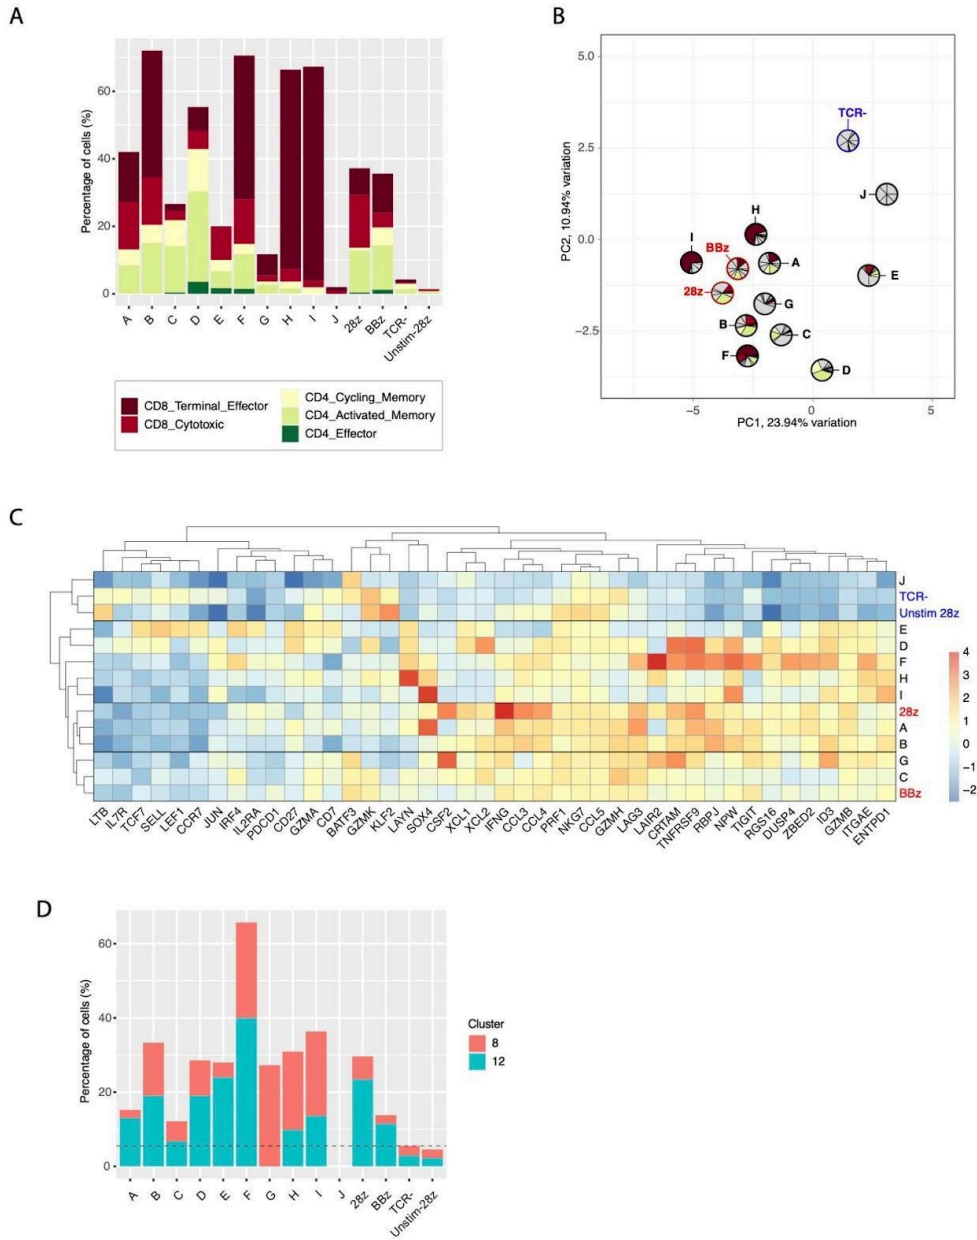 A
Percentage of cells (%)
60
40
20
0
A B C D E F G H I J 28z BBz TCR- Unstim-28z
CD8_Terminal_Effector
CD8_Cytotoxic
CD4_Cycling_Memory
CD4_Activated_Memory
CD4_Effector
B
PC2, 10.94% variation
5.0
2.5
0.0
−2.5
TCR-
J
H
I
BBz
A
E
28z
G
B
C
F
D
−5 0 5
PC1, 23.94% variation
C
J
TCR-
Unstim 28z
E
D
F
H
I
28z
A
B
G
C
BBz
4
3
2
1
0
−1
−2
LTB IL7R TCF7 SELL LEF1 CCR7 JUN IRF4 IL2RA PDCD1 CD27 GZMA CD7 BATF3 GZMK KLF2 LAYN SOX4 CSF2 XCL1 XCL2 IFNG CCL3 CCL4 PRF1 NKG7 CCL5 GZMH LAG3 LAIR2 CRTAM TNFRSF9 RBPJ NPW TIGIT RGS16 DUSP4 ZBED2 ID3 GZMB ITGAE ENTPD1
D
Percentage of cells (%)
60
40
20
0
A B C D E F G H I J 28z BBz TCR- Unstim-28z
Cluster
8
12